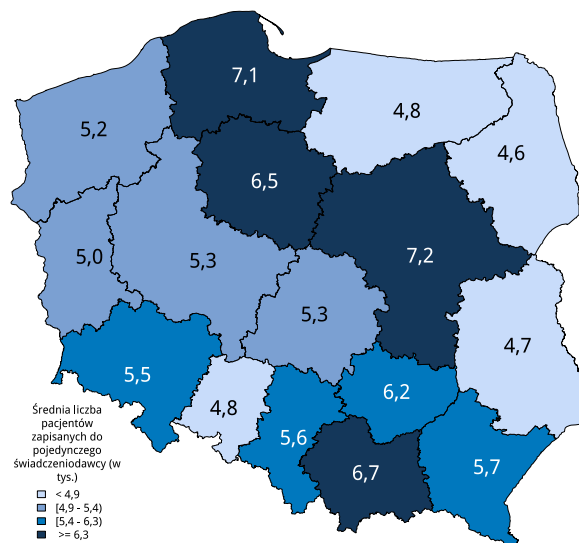 7,1
4,8
5,2
4,6
6,5
5,0
5,3
7,2
5,3
4,7
5,5
6,2
4,8
5,6
5,7
6,7
Średnia liczba
pacjentów
zapisanych do
pojedynczego
świadczeniodawcy (w
tys.)
< 4,9
[4,9 - 5,4)
[5,4 - 6,3)
>= 6,3